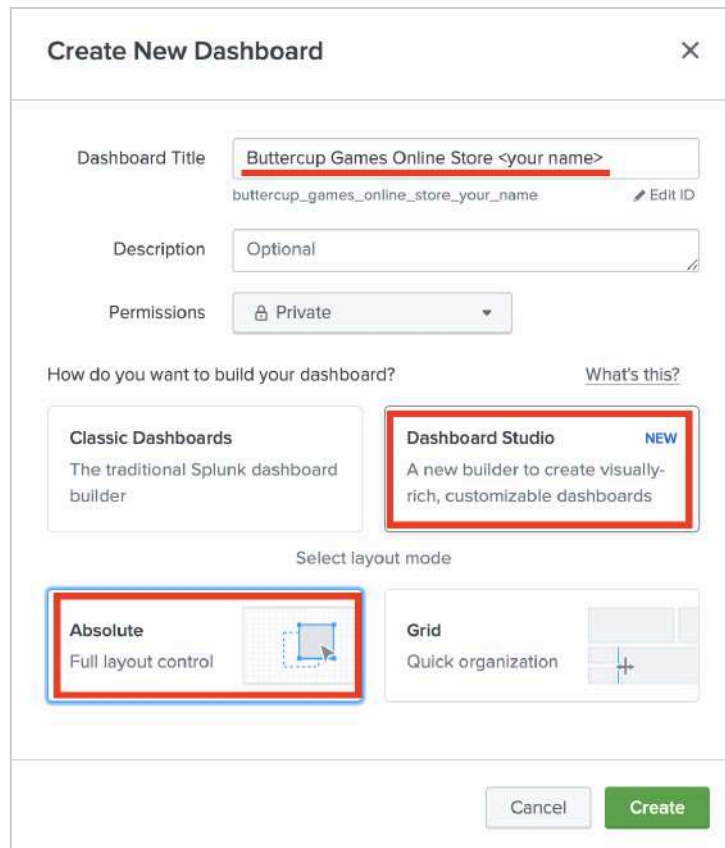 Create New Dashboard
Dashboard Title
Buttercup Games Online Store <your name>
buttercup_games_online_store_your_name
Edit ID
Description
Optional
Permissions
Private
How do you want to build your dashboard?
What's this?
Classic Dashboards
The traditional Splunk dashboard
builder
Dashboard Studio
NEW
A new builder to create visually-
rich, customizable dashboards
Select layout mode
Absolute
Full layout control
Grid
Quick organization
Cancel
Create